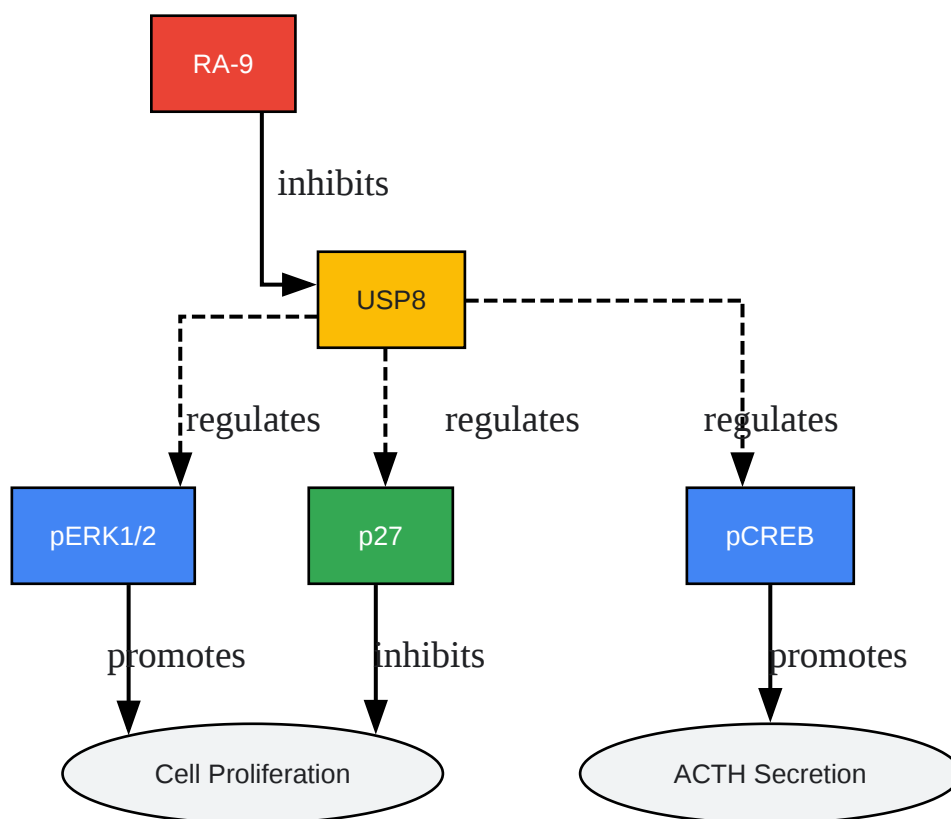 RA-9
inhibits
USP8
regulates
regulates
regulates
pERK1/2
p27
pCREB
promotes
inhibits
promotes
Cell Proliferation
ACTH Secretion